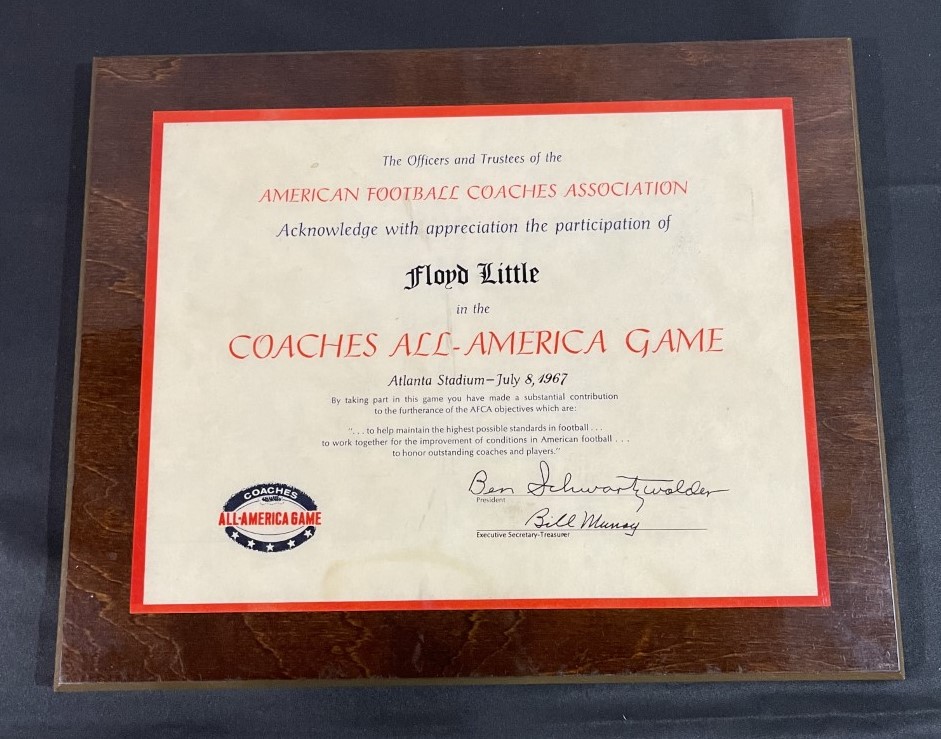 The Officers and Trustees of the
AMERICAN FOOTBALL COACHES ASSOCIATION
Acknowledge with appreciation the participation of
Floyd Little
in the
COACHES ALL-AMERICA GAME
Atlanta Stadium—July 8, 1967
By taking part in this game you have made a substantial contribution
to the furtherance of the AFCA objectives which are:
“. . . to help maintain the highest possible standards in football . . .
to work together for the improvement of conditions in American football . . .
to honor outstanding coaches and players.”
Ben Schwartzwalder
President
Bill Murray
Executive Secretary-Treasurer
COACHES
ALL-AMERICA GAME